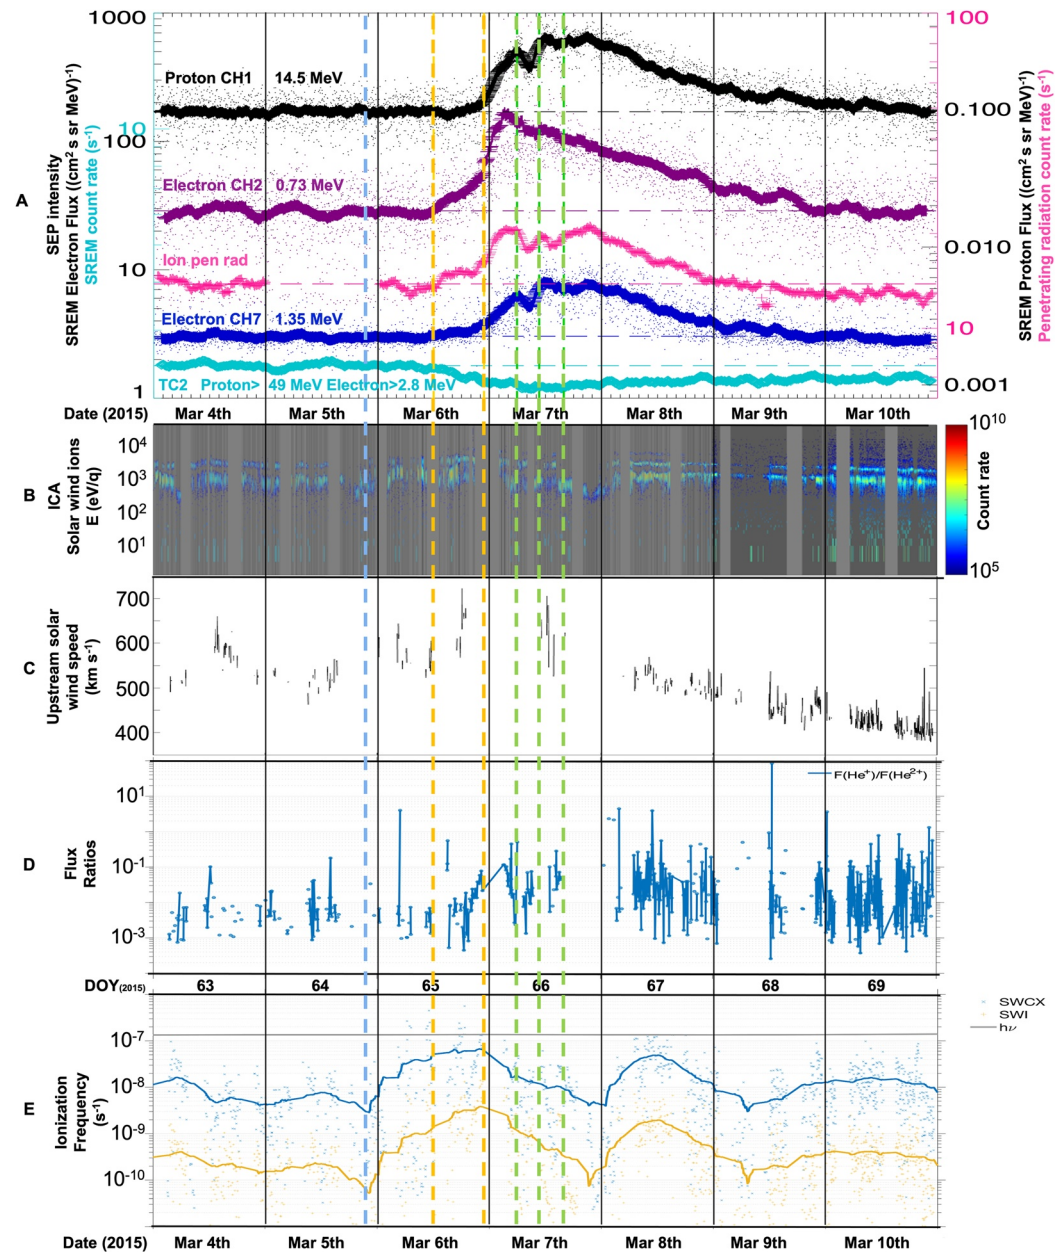 1000
100
Proton CH1 14.5 MeV
0.100
10
100
Electron CH2 0.73 MeV
A
SEP intensity
SREM Electron Flux ((cm² s sr MeV)⁻¹)
SREM count rate (s⁻¹)
SREM Proton Flux ((cm² s sr MeV)⁻¹)
Penetrating radiation count rate (s⁻¹)
0.010
Ion pen rad
10
Electron CH7 1.35 MeV
10
TC2 Proton> 49 MeV Electron>2.8 MeV
1
0.001
Date (2015) Mar 4th Mar 5th Mar 6th Mar 7th Mar 8th Mar 9th Mar 10th
B
ICA
Solar wind ions
E (eV/q)
10⁴
10³
10²
10¹
10¹⁰
Count rate
10⁵
C
Upstream solar
wind speed
(km s⁻¹)
700
600
500
400
D
Flux
Ratios
10¹
10⁻¹
10⁻³
F(He⁺)/F(He²⁺)
DOY(2015) 63 64 65 66 67 68 69
E
Ionization
Frequency
(s⁻¹)
10⁻⁷
10⁻⁸
10⁻⁹
10⁻¹⁰
SWCX
SWI
hν
Date (2015) Mar 4th Mar 5th Mar 6th Mar 7th Mar 8th Mar 9th Mar 10th